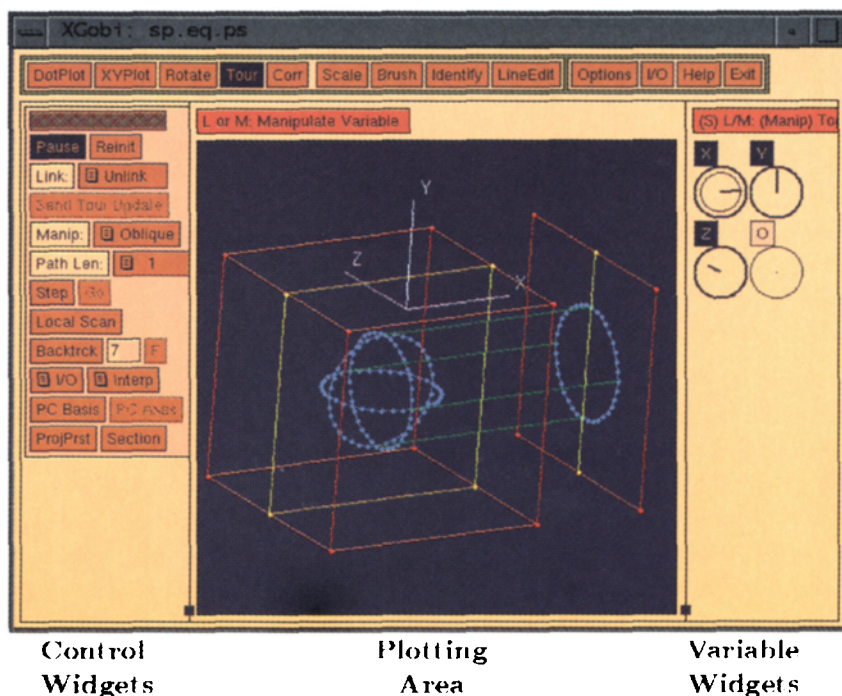 XGobi: sp.eq.ps
DotPlot XYPlot Rotate Tour Corr Scale Brush Identify LineEdit Options I/O Help Exit
L or M: Manipulate Variable
(S) L/M: (Manip) To
Pause Reinit
Link: Unlink
Send Tour Update
Manip: Oblique
Path Len: 1
Step Go
Local Scan
Backtrck 7 F
I/O Interp
PC Basis PC Axes
ProjPrst Section
Y
Z
X
X Y
Z O
Control Widgets
Plotting Area
Variable Widgets